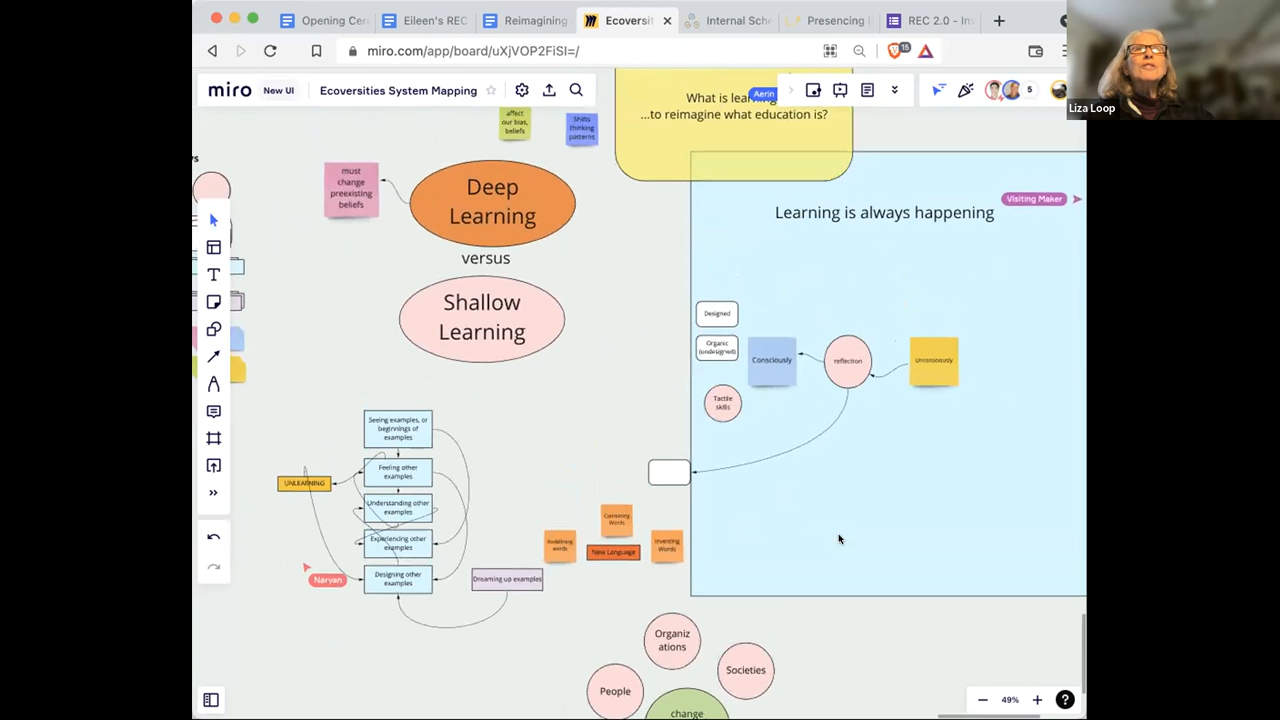 Opening Cer
Eileen's REC
Reimagining
Ecoversit
Internal Sche
Presencing I
REC 2.0 - Inv
miro.com/app/board/uXjVOP2FiSI=/
15
miro
New UI
Ecoversities System Mapping
5
Liza Loop
What is lear
Aerin
...to reimagine what education is?
affect
our bias,
beliefs
Shifts
thinking
patterns
must
change
preexisting
beliefs
Deep
Learning
versus
Shallow
Learning
Learning is always happening
Visiting Maker
Designed
Organic
(undesigned)
Consciously
reflection
Unconsciously
Tactile
skills
Seeing examples, or
beginnings of
examples
UNLEARNING
Feeling other
examples
Understanding other
examples
Experiencing other
examples
Designing other
examples
Naryan
Dreaming up examples
Combining
Words
Redefining
words
New Language
Inventing
Words
Organiz
ations
Societies
People
change
49%